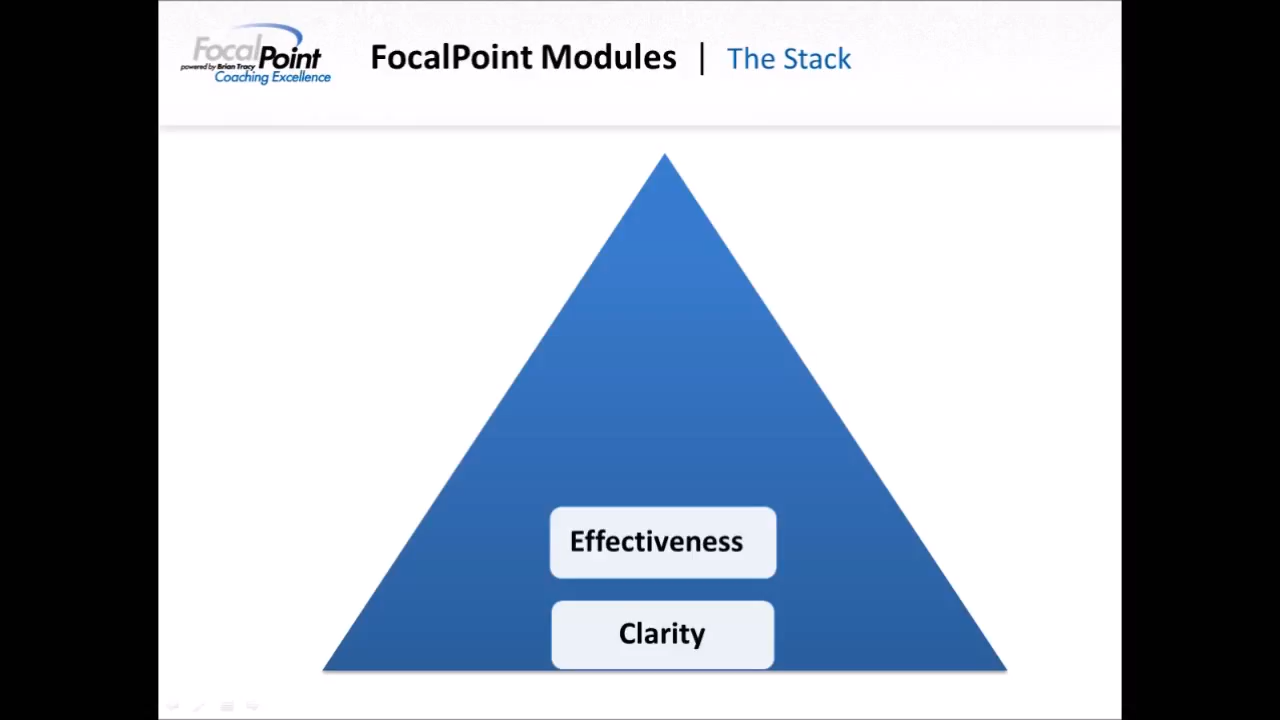 FocalPoint
powered by Brian Tracy
Coaching Excellence
FocalPoint Modules | The Stack
Effectiveness
Clarity